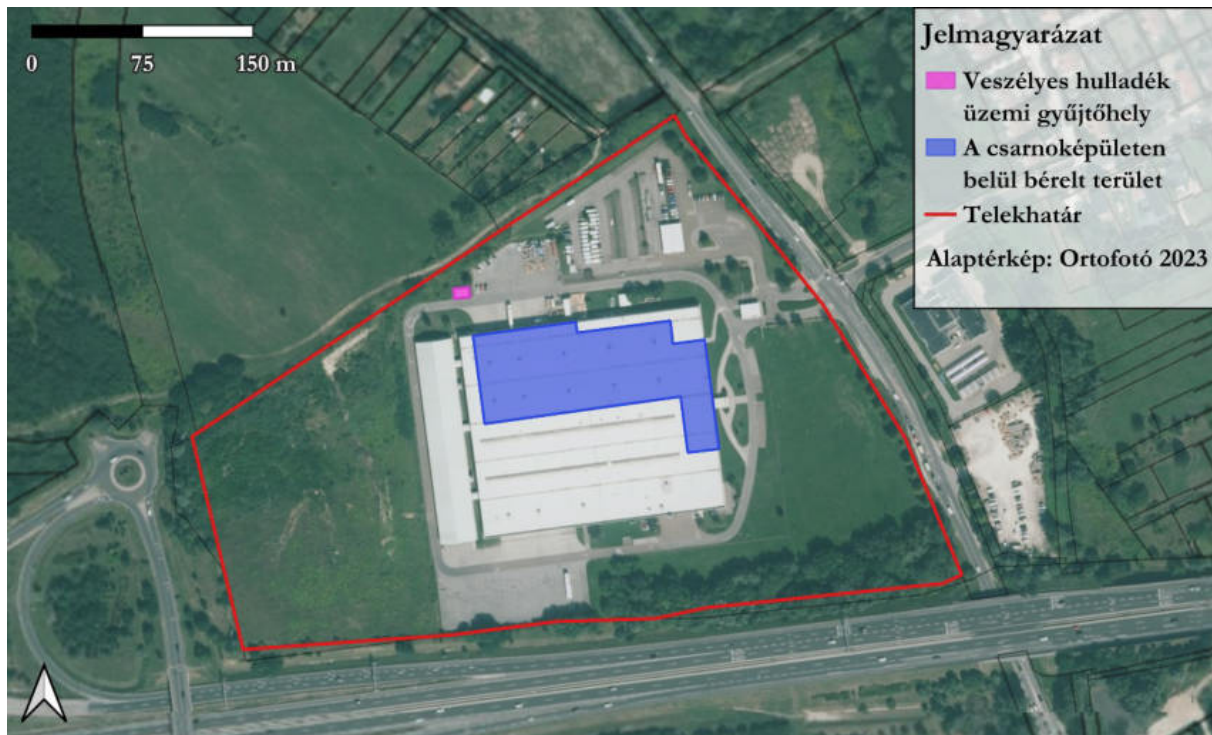 0 75 150 m
Jelmagyarázat
Veszélyes hulladék
üzemi gyűjtőhely
A csarnoképületen
belül bérelt terület
Telekhatár
Alaptérkép: Ortofotó 2023